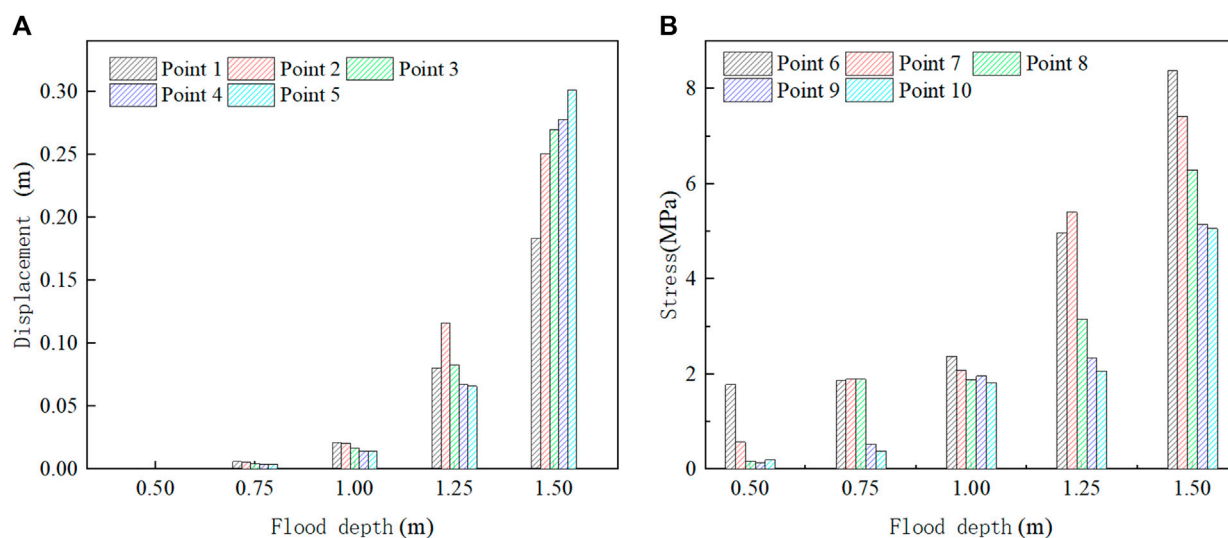 A
Point 1 Point 2 Point 3
Point 4 Point 5
0.30
0.25
0.20
0.15
0.10
0.05
0.00
Displacement (m)
0.50 0.75 1.00 1.25 1.50
Flood depth (m)
B
Point 6 Point 7 Point 8
Point 9 Point 10
8
6
4
2
0
Stress(MPa)
0.50 0.75 1.00 1.25 1.50
Flood depth (m)